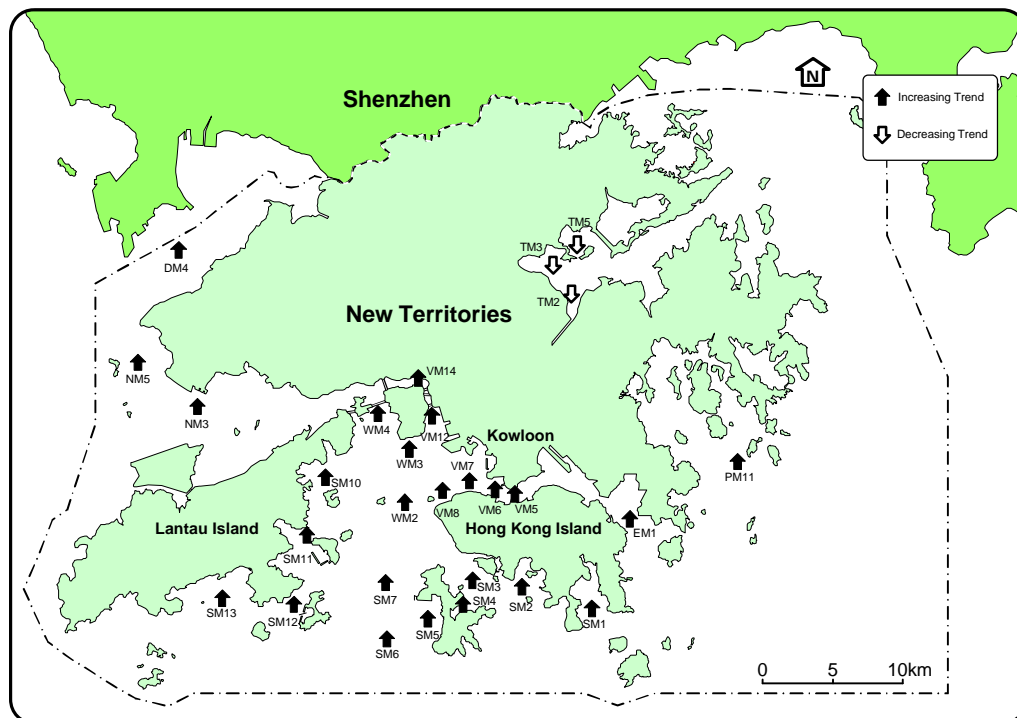 N
Shenzhen
Increasing Trend
Decreasing Trend
TM5
TM3
DM4
TM2
New Territories
NM5
VM14
NM3
WM4
VM12
Kowloon
WM3
VM7
PM11
SM10
WM2
VM8
VM6
VM5
Lantau Island
Hong Kong Island
EM1
SM11
SM3
SM7
SM4
SM2
SM13
SM12
SM5
SM1
SM6
0 5 10km